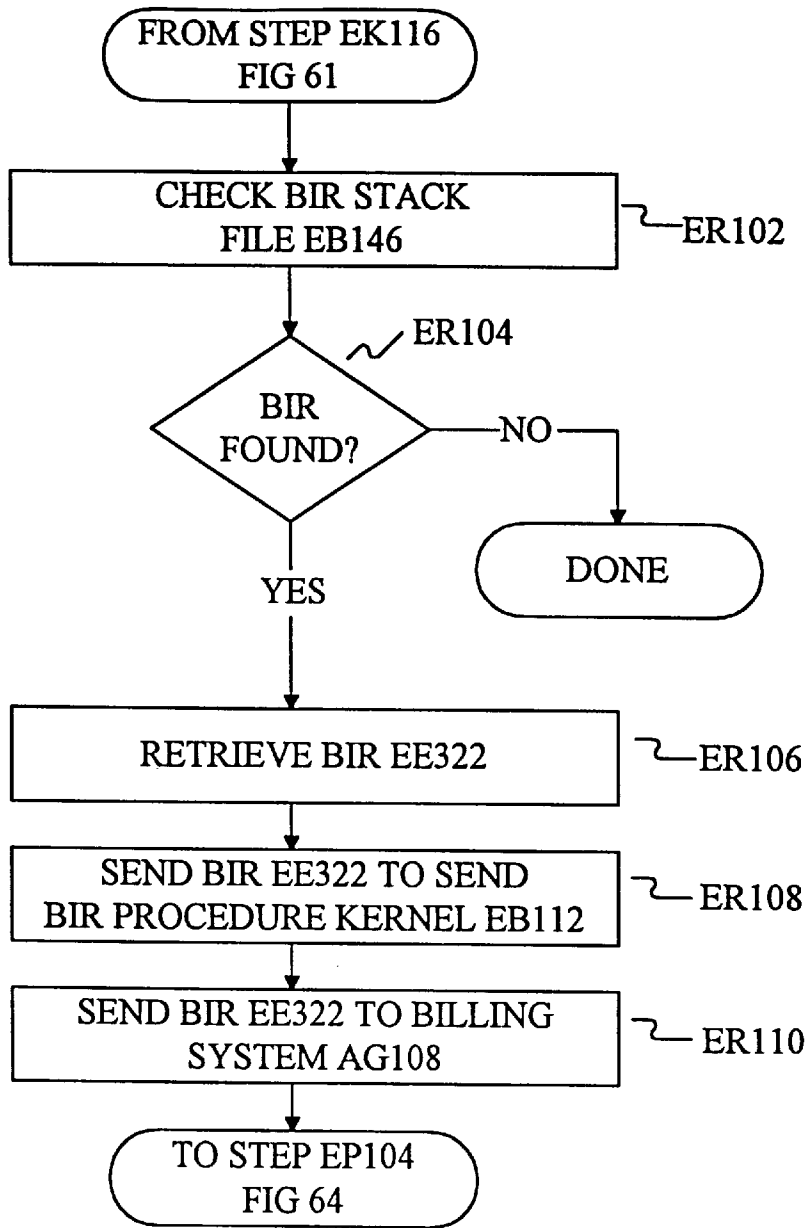 FROM STEP EK116
FIG 61
CHECK BIR STACK
FILE EB146
ER102
ER104
BIR
FOUND?
NO
DONE
YES
RETRIEVE BIR EE322
ER106
SEND BIR EE322 TO SEND
BIR PROCEDURE KERNEL EB112
ER108
SEND BIR EE322 TO BILLING
SYSTEM AG108
ER110
TO STEP EP104
FIG 64